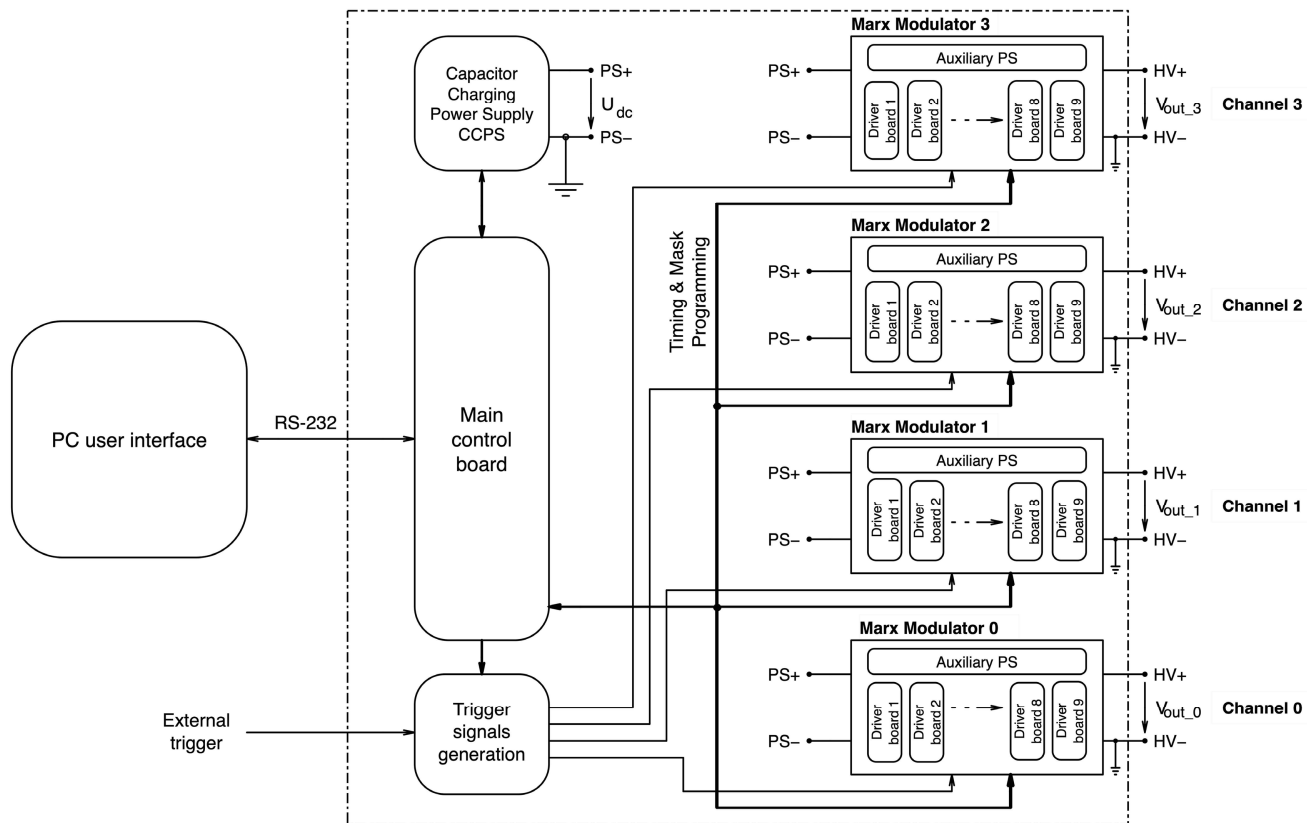 Marx Modulator 3
Auxiliary PS
Capacitor
Charging
Power Supply
CCPS
PS+
U dc
PS−
PS+
PS−
Driver
board 1
Driver
board 2
Driver
board 8
Driver
board 9
HV+
Vout_3
HV−
Channel 3
Marx Modulator 2
Auxiliary PS
PS+
PS−
Driver
board 1
Driver
board 2
Driver
board 8
Driver
board 9
HV+
Vout_2
HV−
Channel 2
Timing & Mask
Programming
PC user interface
RS-232
Main
control
board
Marx Modulator 1
Auxiliary PS
PS+
PS−
Driver
board 1
Driver
board 2
Driver
board 8
Driver
board 9
HV+
Vout_1
HV−
Channel 1
Marx Modulator 0
Auxiliary PS
PS+
PS−
Driver
board 1
Driver
board 2
Driver
board 8
Driver
board 9
HV+
Vout_0
HV−
Channel 0
External
trigger
Trigger
signals
generation